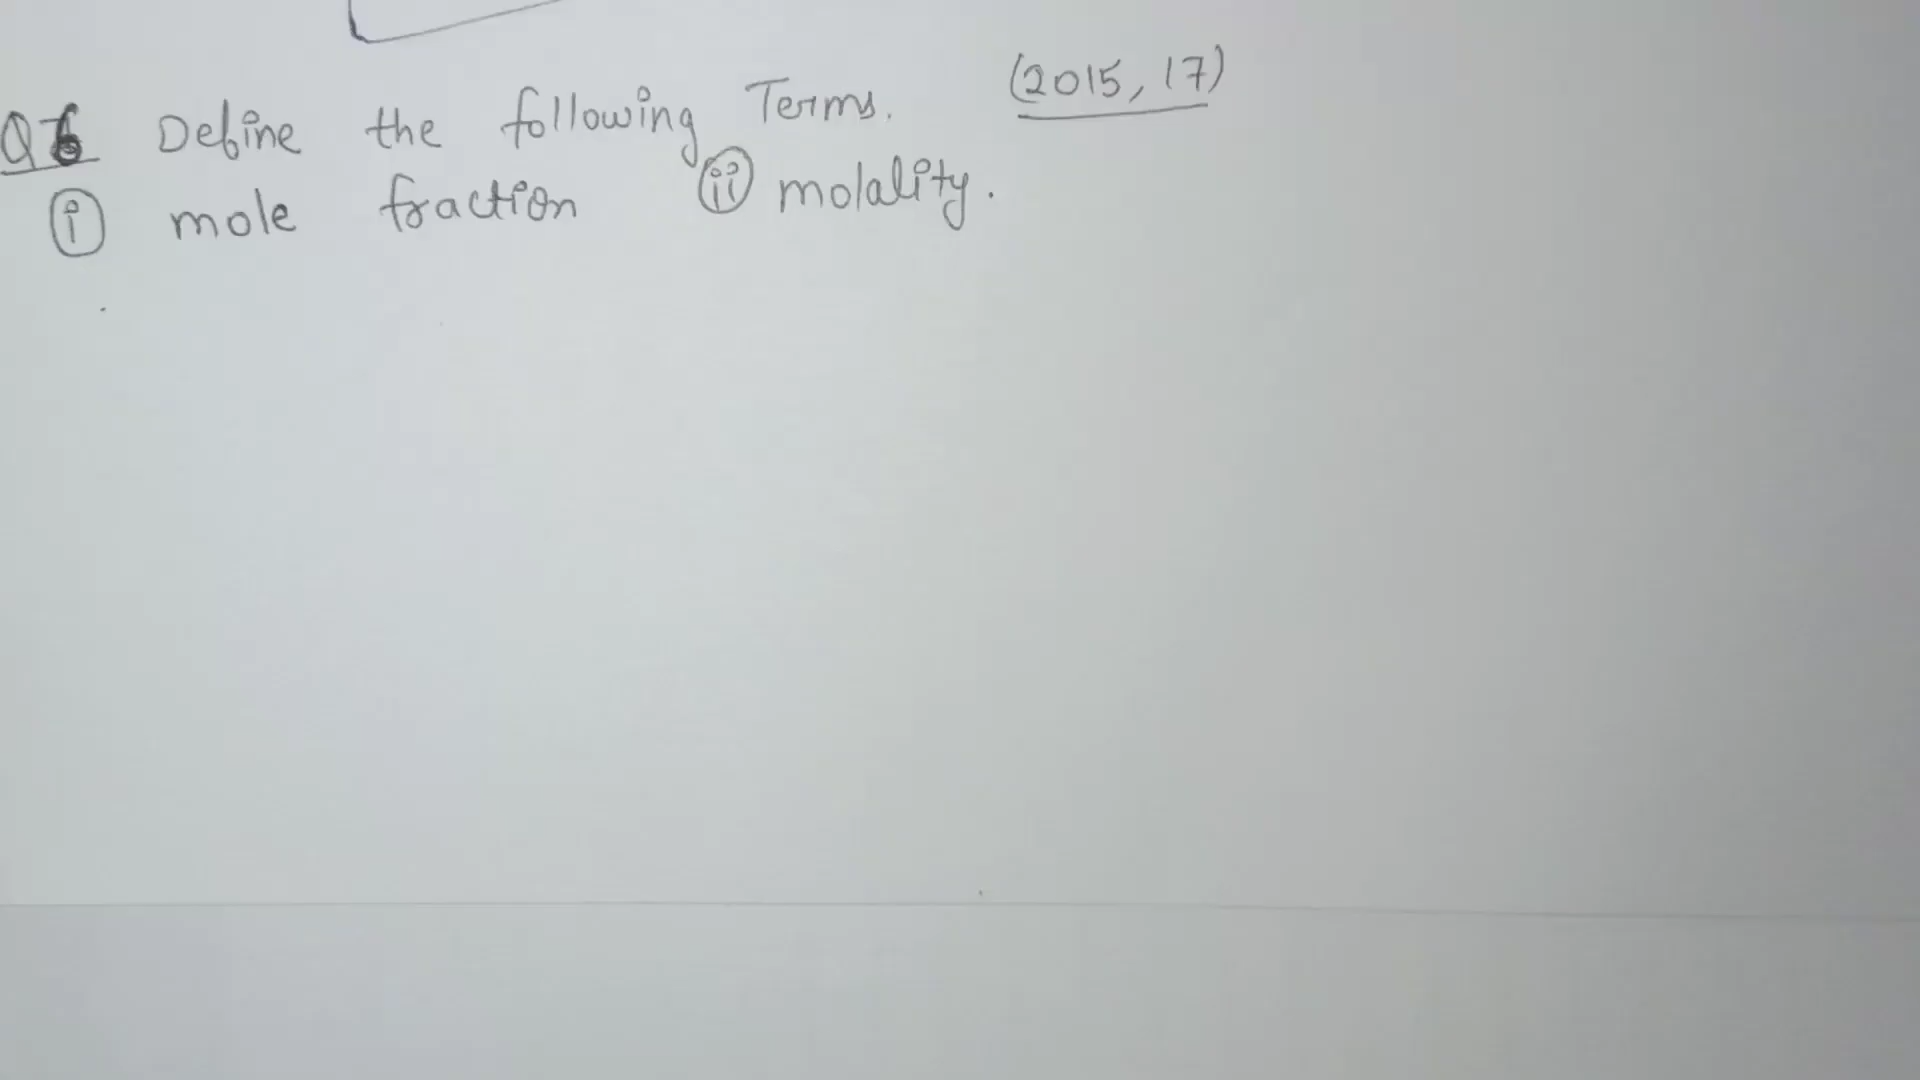 Q6 Define the following Terms. (2015, 17)
i mole fraction ii molality.